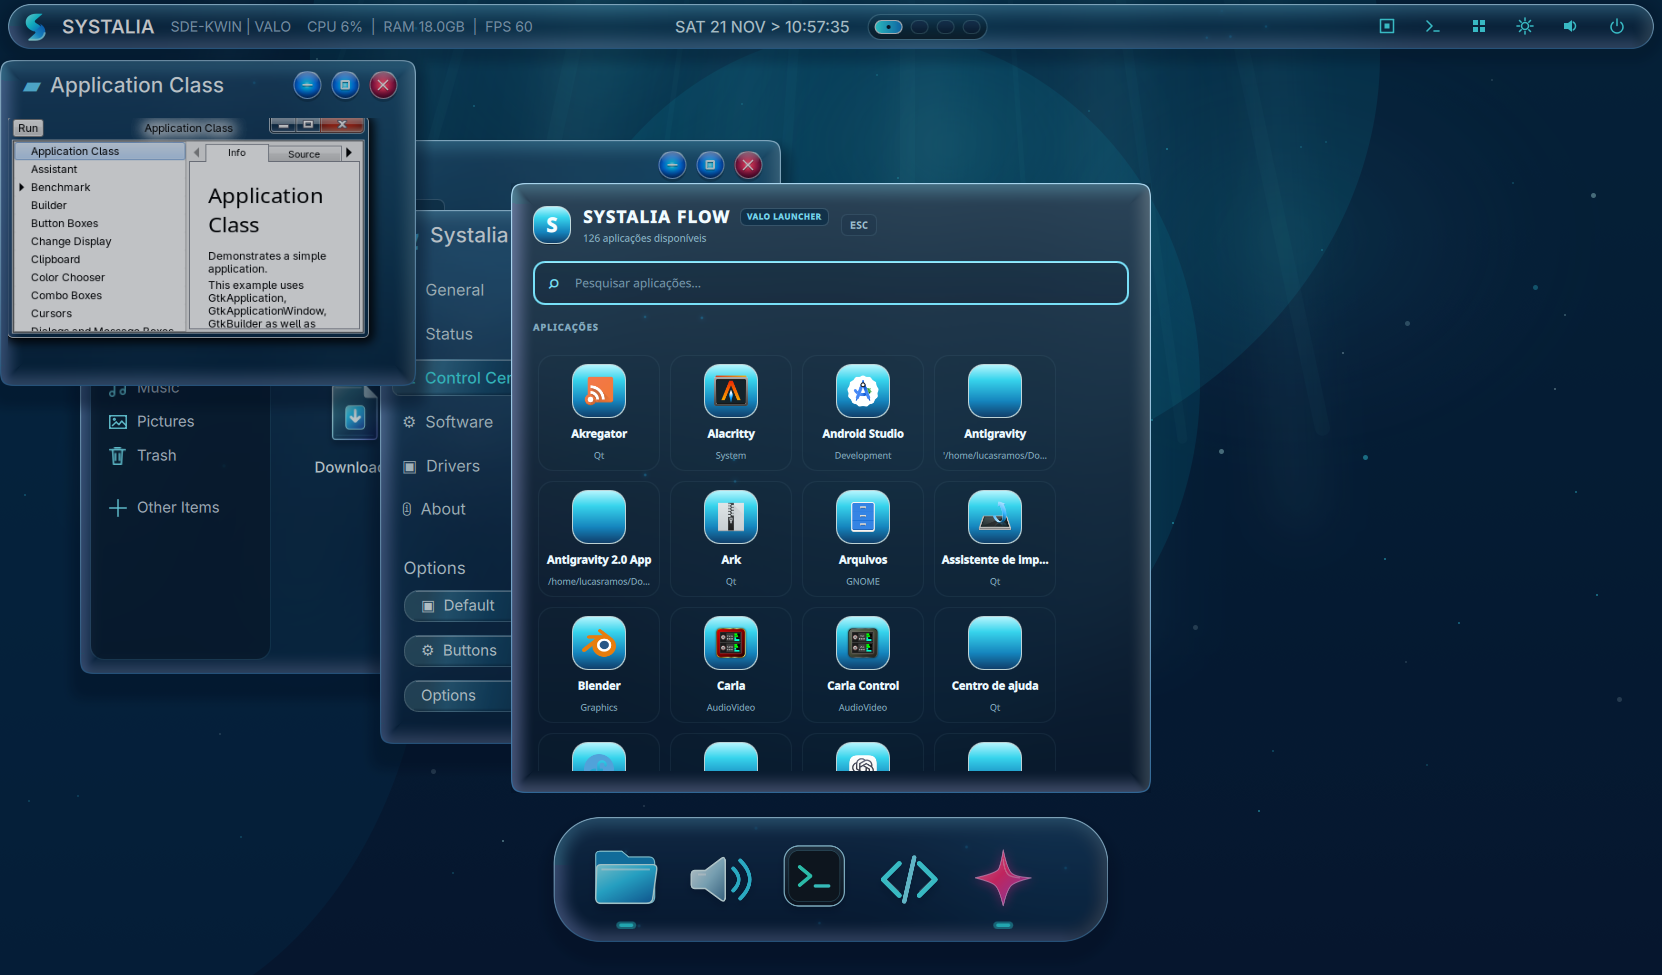 SYSTALIA SDE-KWIN | VALO CPU 6% | RAM 18.0GB | FPS 60 SAT 21 NOV > 10:57:35
Application Class
Run Application Class
Application Class
Assistant
Benchmark
Builder
Button Boxes
Change Display
Clipboard
Color Chooser
Combo Boxes
Cursors
Dialogs and Message Boxes
Info Source
Application
Class
Demonstrates a simple
application.
This example uses
GtkApplication,
GtkApplicationWindow,
GtkBuilder as well as
Music
Pictures
Trash
Other Items
Downloac
Systalia
General
Status
Control Cer
Software
Drivers
About
Options
Default
Buttons
Options
S
SYSTALIA FLOW VALO LAUNCHER ESC
126 aplicações disponíveis
Pesquisar aplicações...
APLICAÇÕES
Akregator
Qt
Alacritty
System
Android Studio
Development
Antigravity
'/home/lucasramos/Do...
Antigravity 2.0 App
/home/lucasramos/Do...
Ark
Qt
Arquivos
GNOME
Assistente de imp...
Qt
Blender
Graphics
Carla
AudioVideo
Carla Control
AudioVideo
Centro de ajuda
Qt